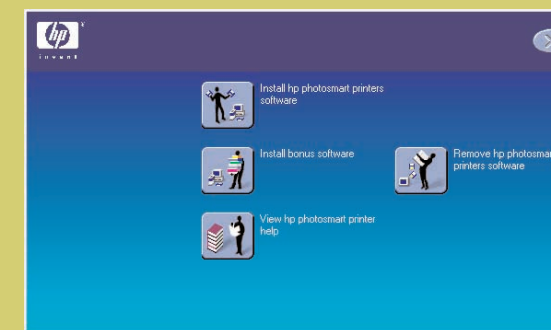 hp
invent
Install hp photosmart printers
software
Install bonus software
Remove hp photosmart
printers software
View hp photosmart printer
help